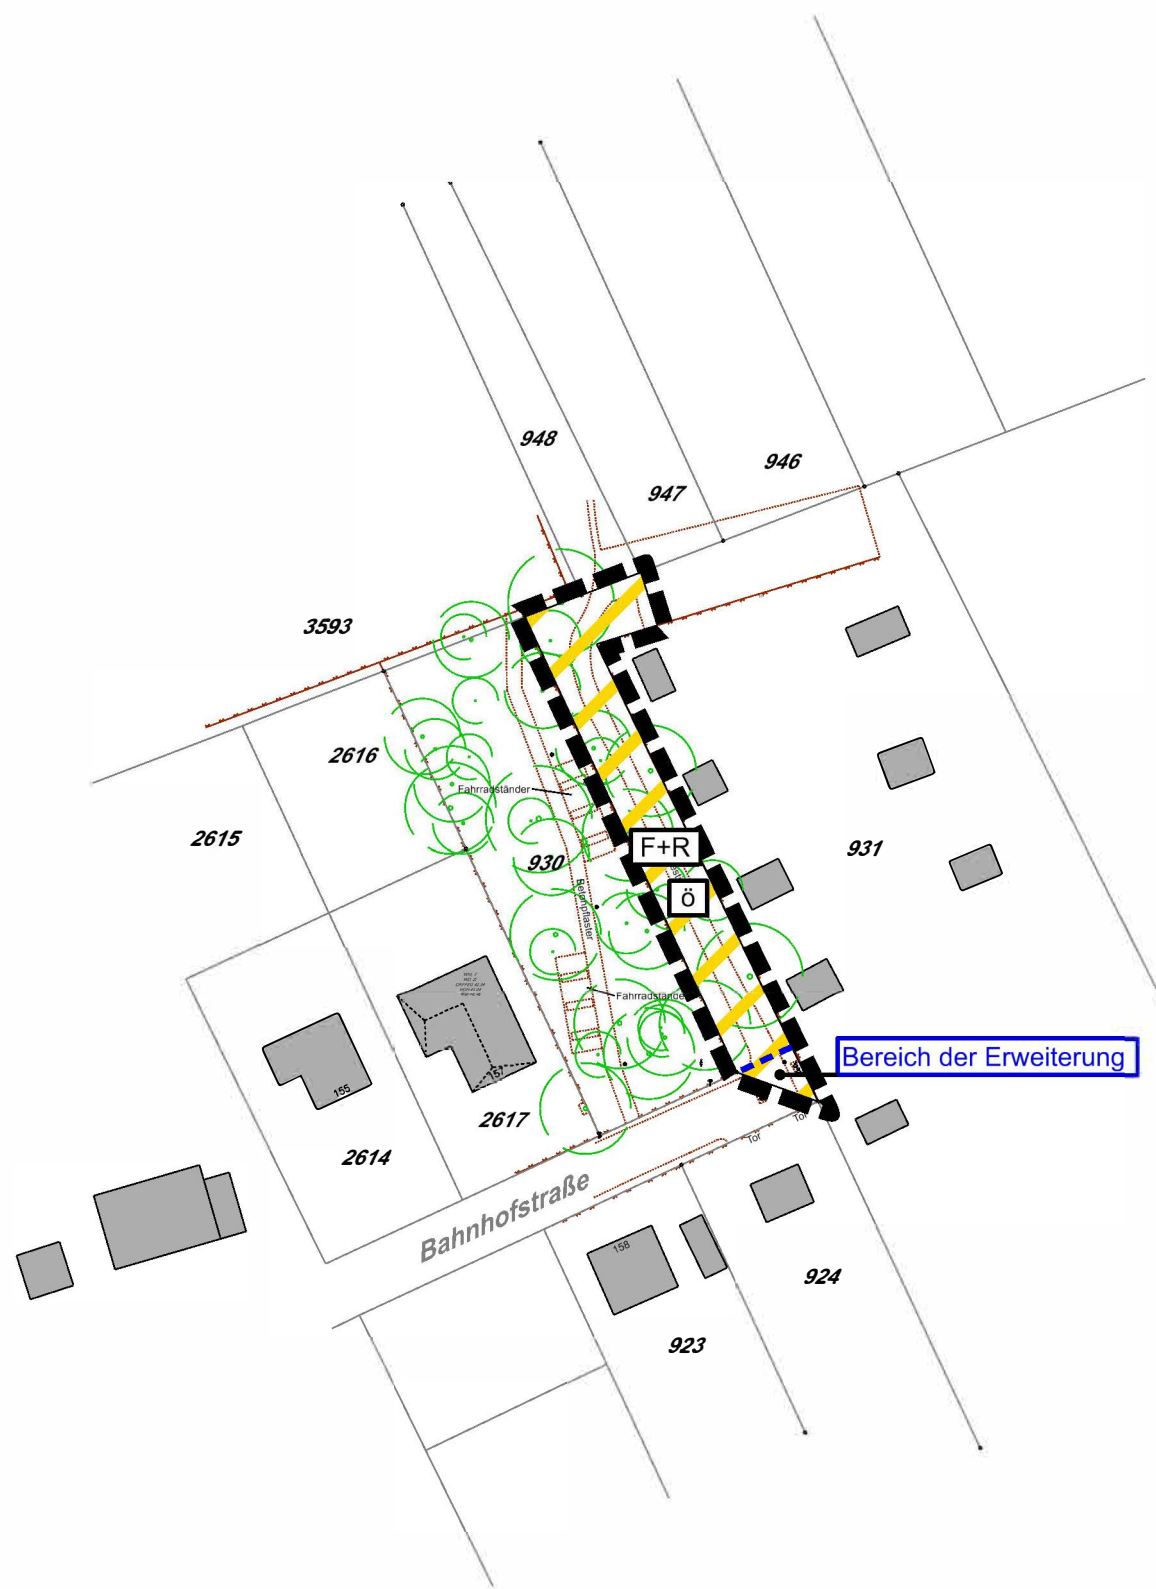 948
946
947
3593
2616
Fahrradständer
2615
F+R
931
930
ö
Betonpflaster
Fahrradständer
Bereich der Erweiterung
157
155
2617
Tor
Tor
2614
Bahnhofstraße
158
924
923